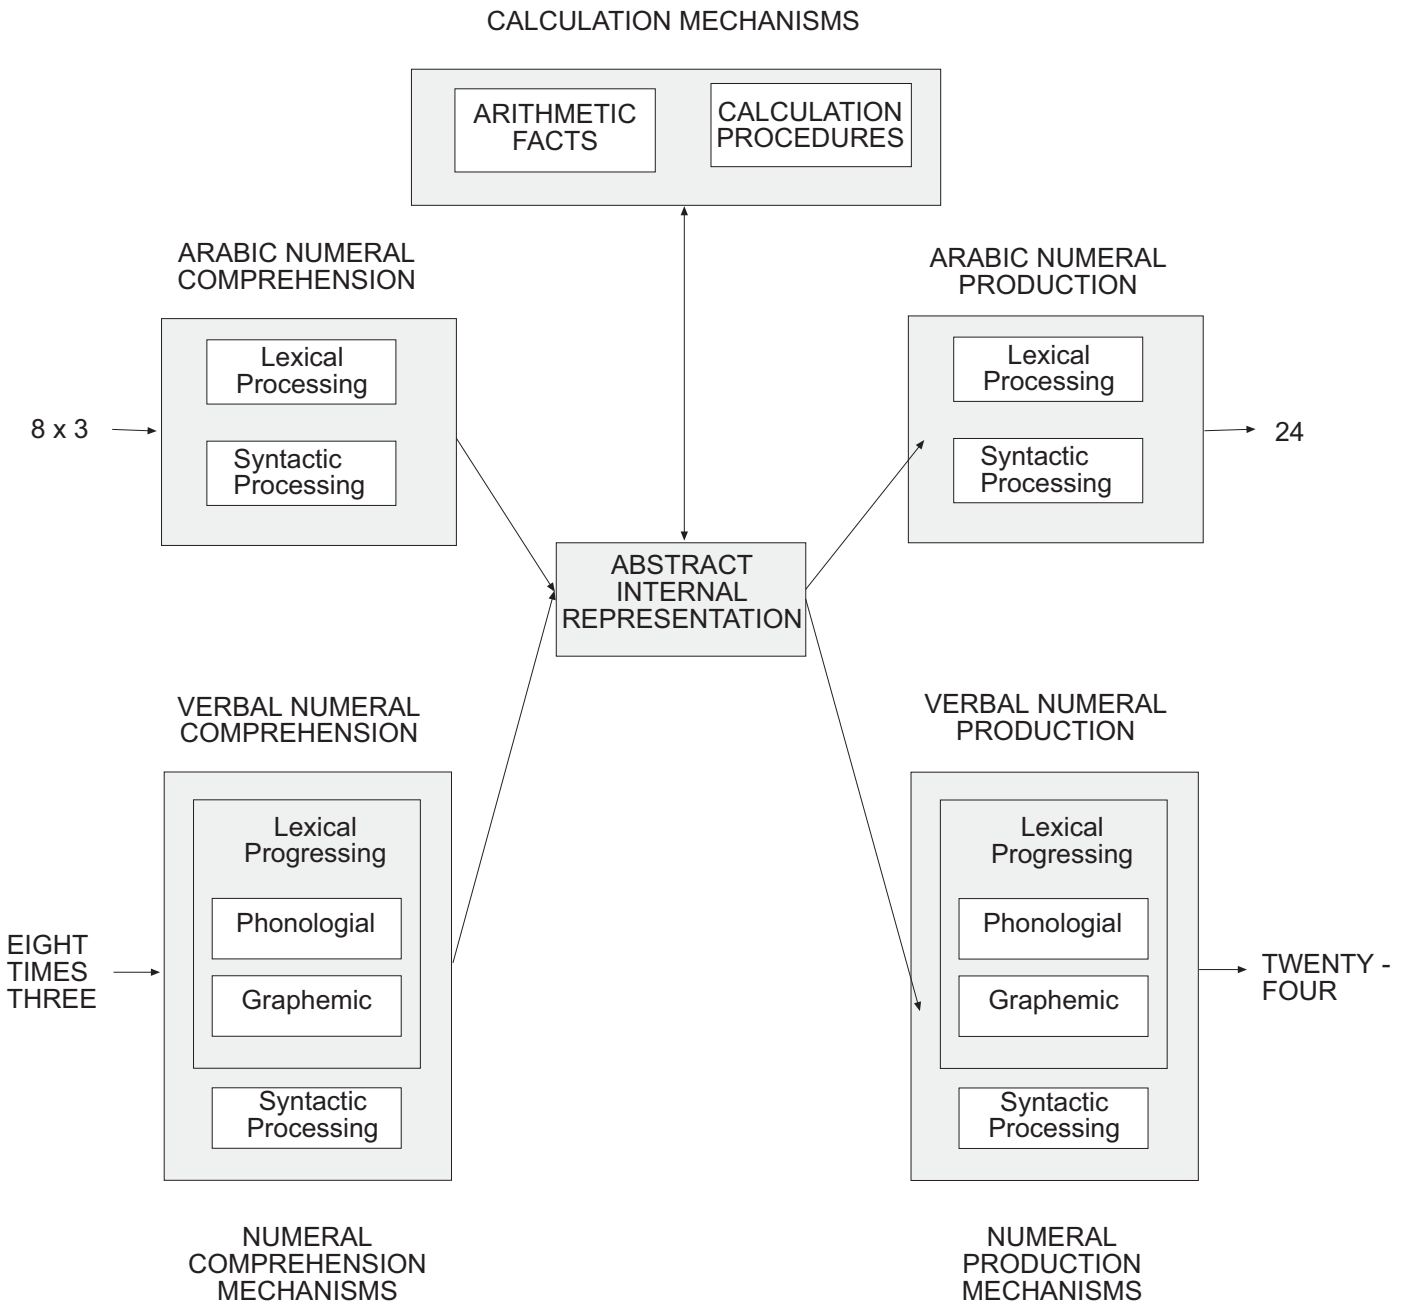 CALCULATION MECHANISMS
ARITHMETIC
FACTS
CALCULATION
PROCEDURES
ARABIC NUMERAL
COMPREHENSION
Lexical
Processing
Syntactic
Processing
8 x 3
ARABIC NUMERAL
PRODUCTION
Lexical
Processing
Syntactic
Processing
24
ABSTRACT
INTERNAL
REPRESENTATION
VERBAL NUMERAL
COMPREHENSION
Lexical
Progressing
Phonologial
Graphemic
Syntactic
Processing
EIGHT
TIMES
THREE
VERBAL NUMERAL
PRODUCTION
Lexical
Progressing
Phonologial
Graphemic
Syntactic
Processing
TWENTY -
FOUR
NUMERAL
COMPREHENSION
MECHANISMS
NUMERAL
PRODUCTION
MECHANISMS